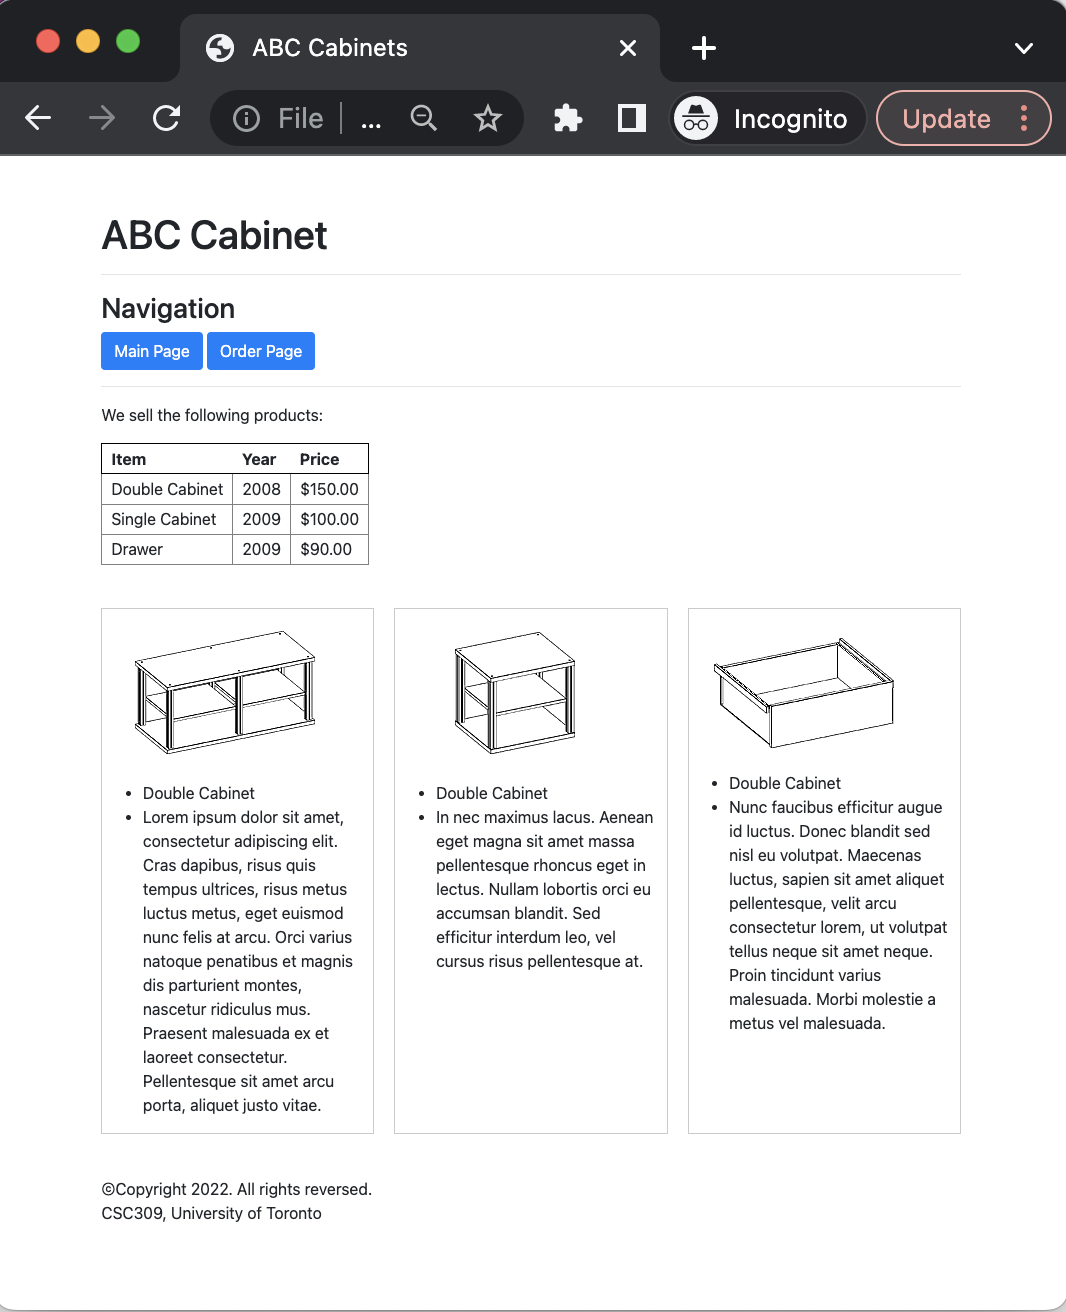 ABC Cabinets
File
...
Incognito
Update
ABC Cabinet
Navigation
Main Page Order Page
We sell the following products:
Item Year Price
Double Cabinet 2008 $150.00
Single Cabinet 2009 $100.00
Drawer 2009 $90.00
• Double Cabinet
• Lorem ipsum dolor sit amet,
consectetur adipiscing elit.
Cras dapibus, risus quis
tempus ultrices, risus metus
luctus metus, eget euismod
nunc felis at arcu. Orci varius
natoque penatibus et magnis
dis parturient montes,
nascetur ridiculus mus.
Praesent malesuada ex et
laoreet consectetur.
Pellentesque sit amet arcu
porta, aliquet justo vitae.
• Double Cabinet
• In nec maximus lacus. Aenean
eget magna sit amet massa
pellentesque rhoncus eget in
lectus. Nullam lobortis orci eu
accumsan blandit. Sed
efficitur interdum leo, vel
cursus risus pellentesque at.
• Double Cabinet
• Nunc faucibus efficitur augue
id luctus. Donec blandit sed
nisl eu volutpat. Maecenas
luctus, sapien sit amet aliquet
pellentesque, velit arcu
consectetur lorem, ut volutpat
tellus neque sit amet neque.
Proin tincidunt varius
malesuada. Morbi molestie a
metus vel malesuada.
©Copyright 2022. All rights reversed.
CSC309, University of Toronto